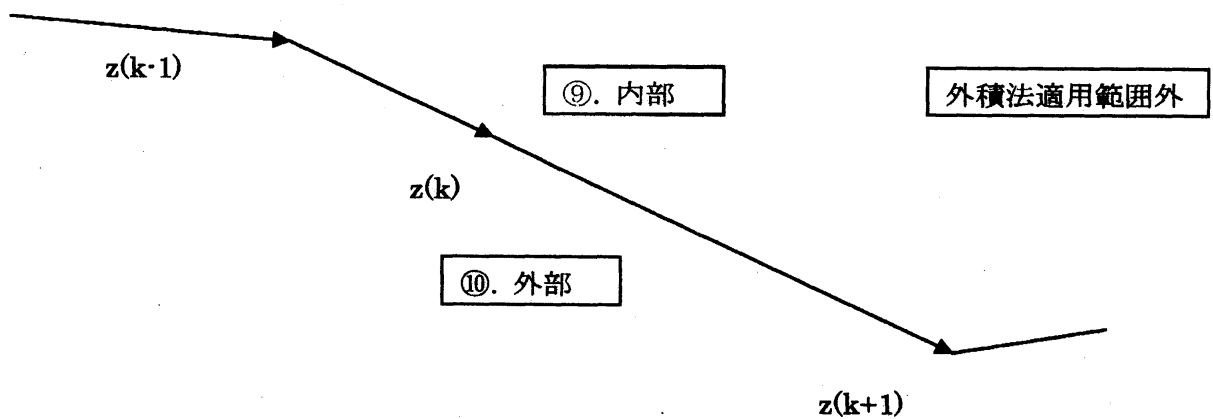 z(k-1)
⑨. 内部
外積法適用範囲外
z(k)
⑩. 外部
z(k+1)